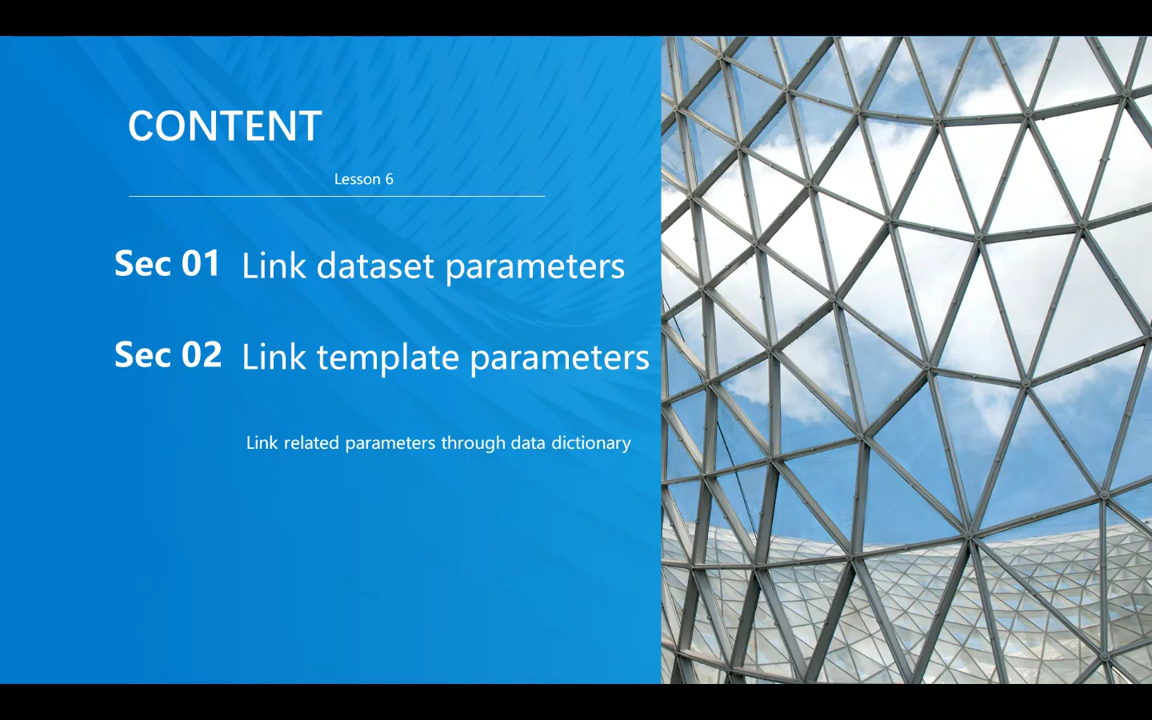 CONTENT
Lesson 6
Sec 01 Link dataset parameters
Sec 02 Link template parameters
Link related parameters through data dictionary